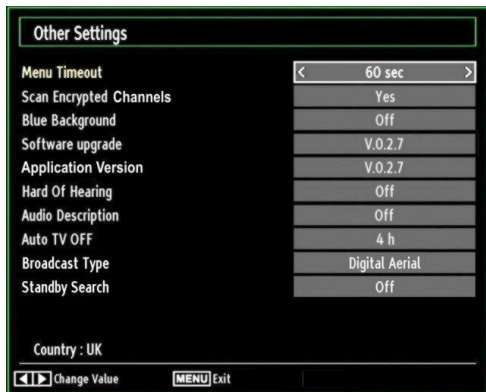 Other Settings
Menu Timeout < 60 sec >
Scan Encrypted Channels Yes
Blue Background Off
Software upgrade V.0.2.7
Application Version V.0.2.7
Hard Of Hearing Off
Audio Description Off
Auto TV OFF 4 h
Broadcast Type Digital Aerial
Standby Search Off
Country : UK
Change Value MENU Exit